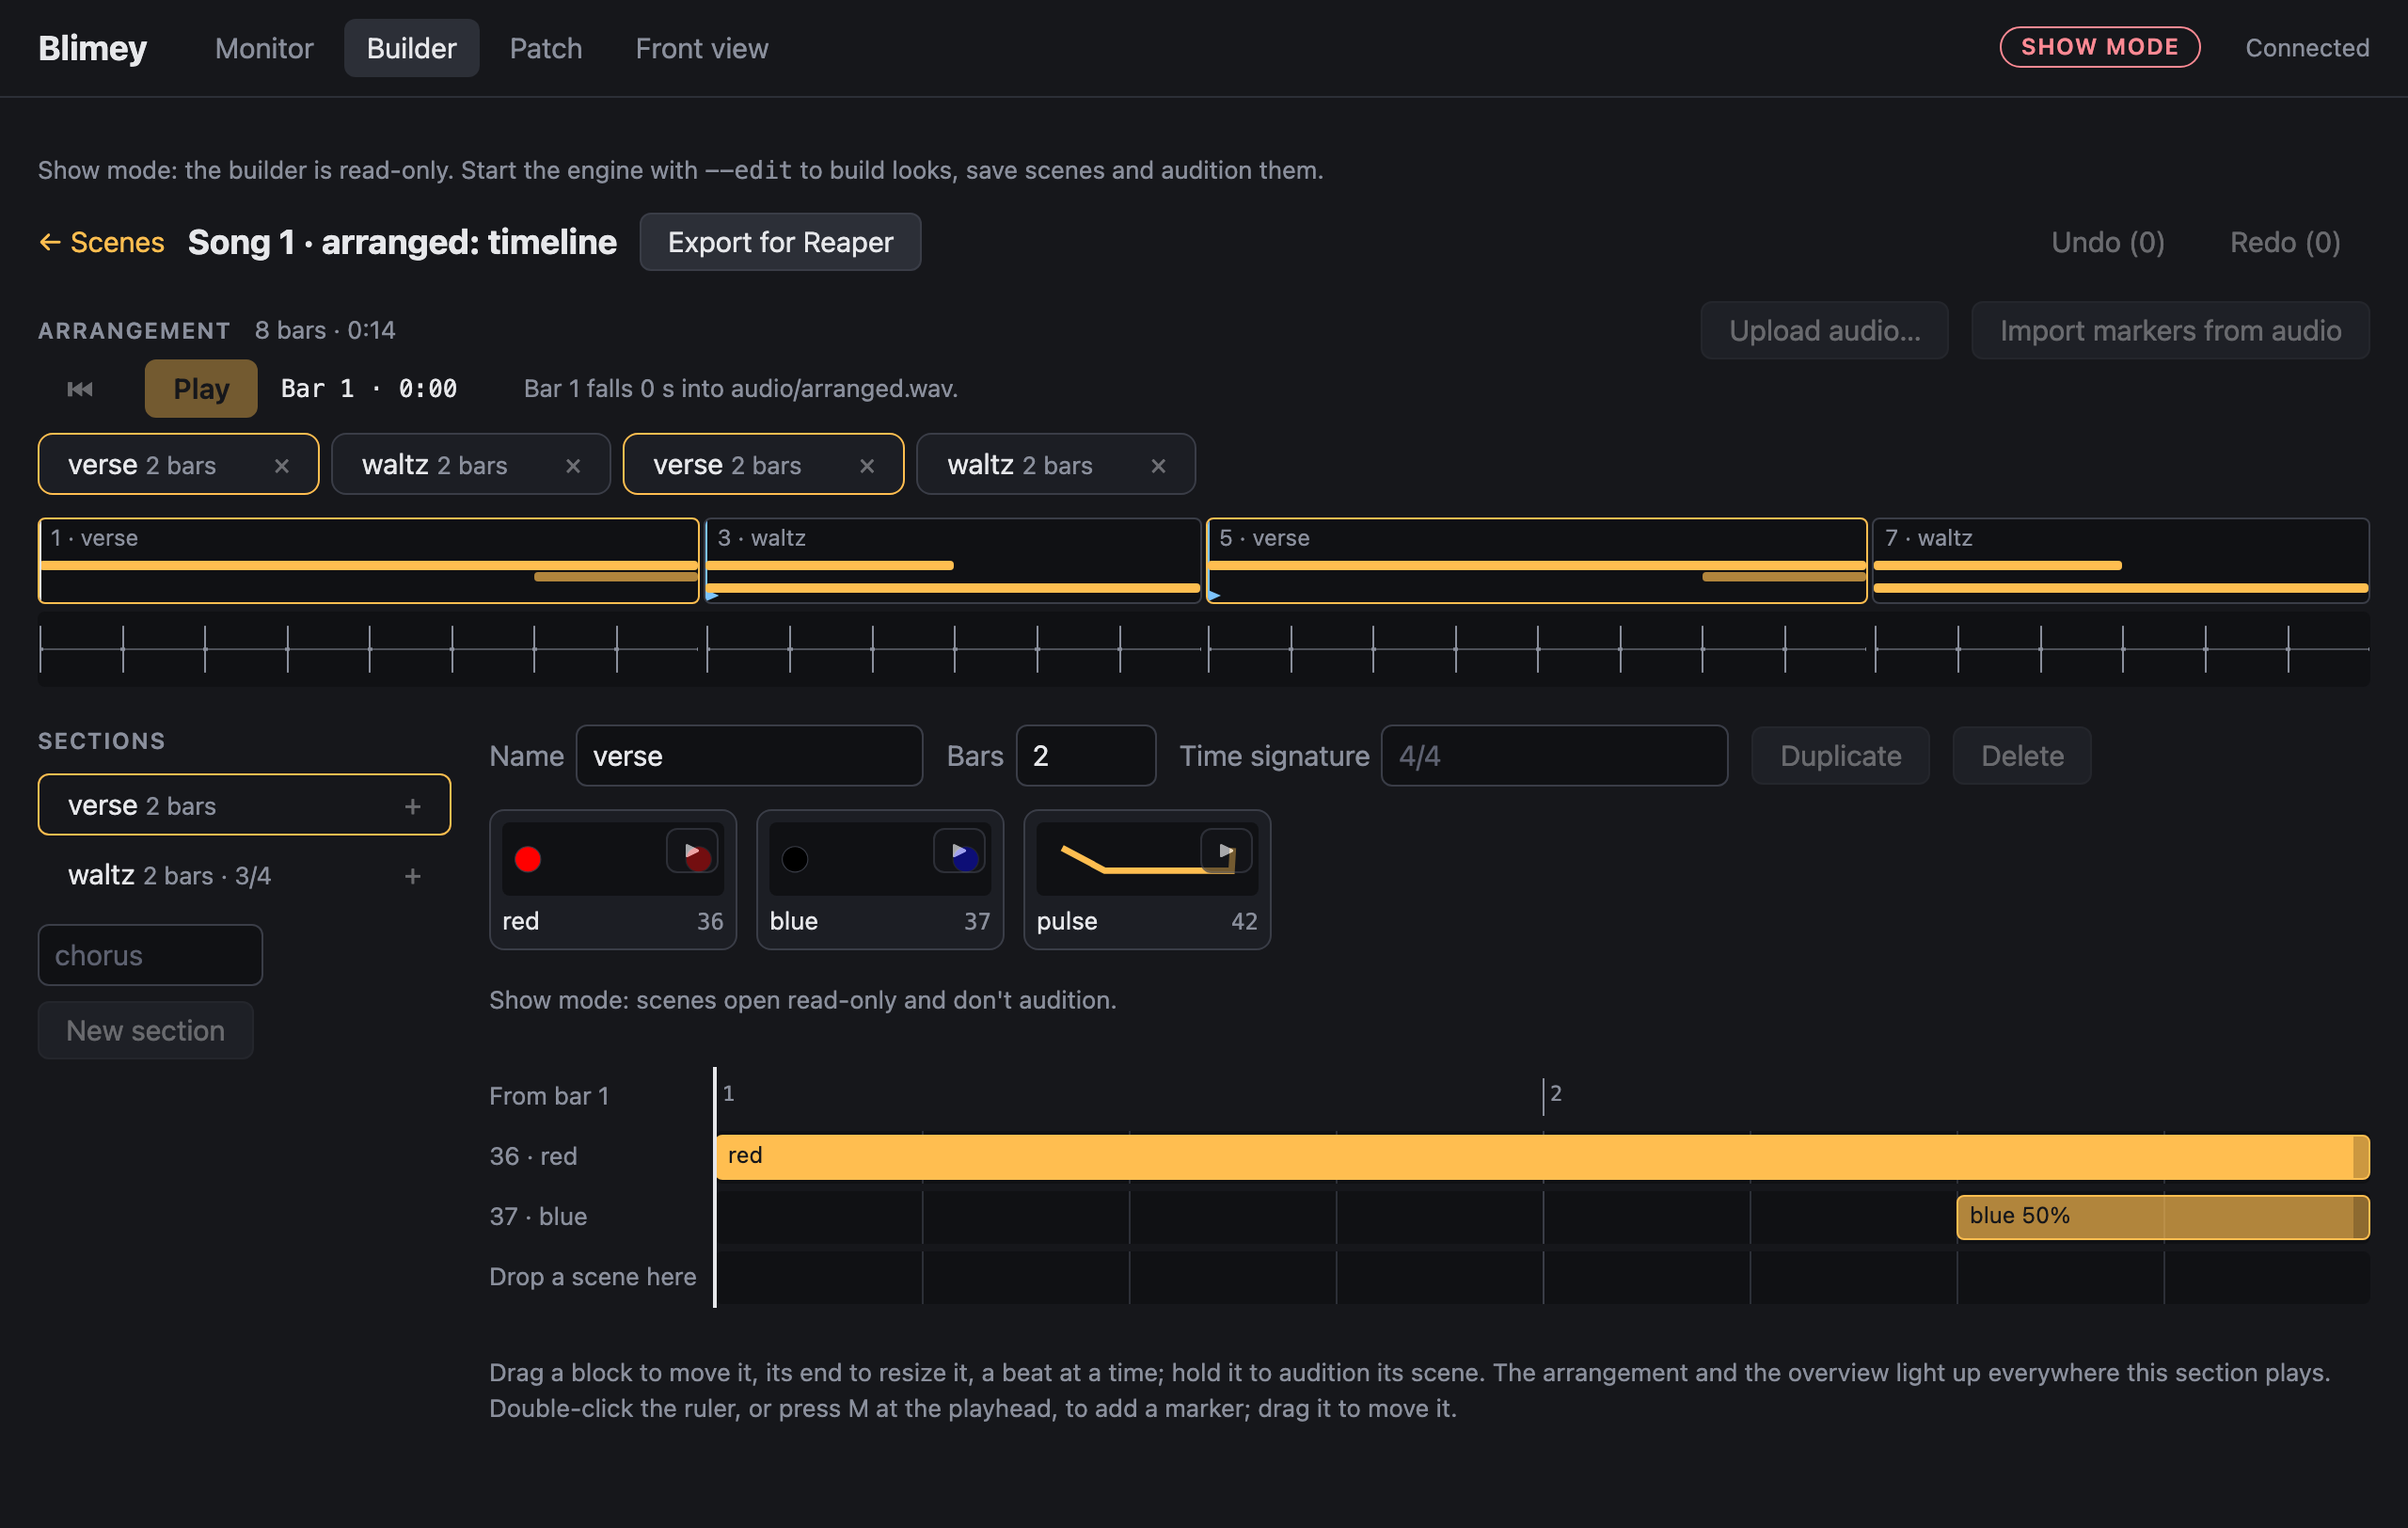 Blimey Monitor Builder Patch Front view SHOW MODE Connected
Show mode: the builder is read-only. Start the engine with --edit to build looks, save scenes and audition them.
← Scenes Song 1 · arranged: timeline Export for Reaper Undo (0) Redo (0)
ARRANGEMENT 8 bars · 0:14 Upload audio... Import markers from audio
Play Bar 1 · 0:00 Bar 1 falls 0 s into audio/arranged.wav.
verse 2 bars × waltz 2 bars × verse 2 bars × waltz 2 bars ×
1 · verse 3 · waltz 5 · verse 7 · waltz
SECTIONS
verse 2 bars +
waltz 2 bars · 3/4 +
chorus
New section
Name verse Bars 2 Time signature 4/4 Duplicate Delete
red 36 blue 37 pulse 42
Show mode: scenes open read-only and don't audition.
From bar 1 1 2
36 · red red
37 · blue blue 50%
Drop a scene here
Drag a block to move it, its end to resize it, a beat at a time; hold it to audition its scene. The arrangement and the overview light up everywhere this section plays.
Double-click the ruler, or press M at the playhead, to add a marker; drag it to move it.